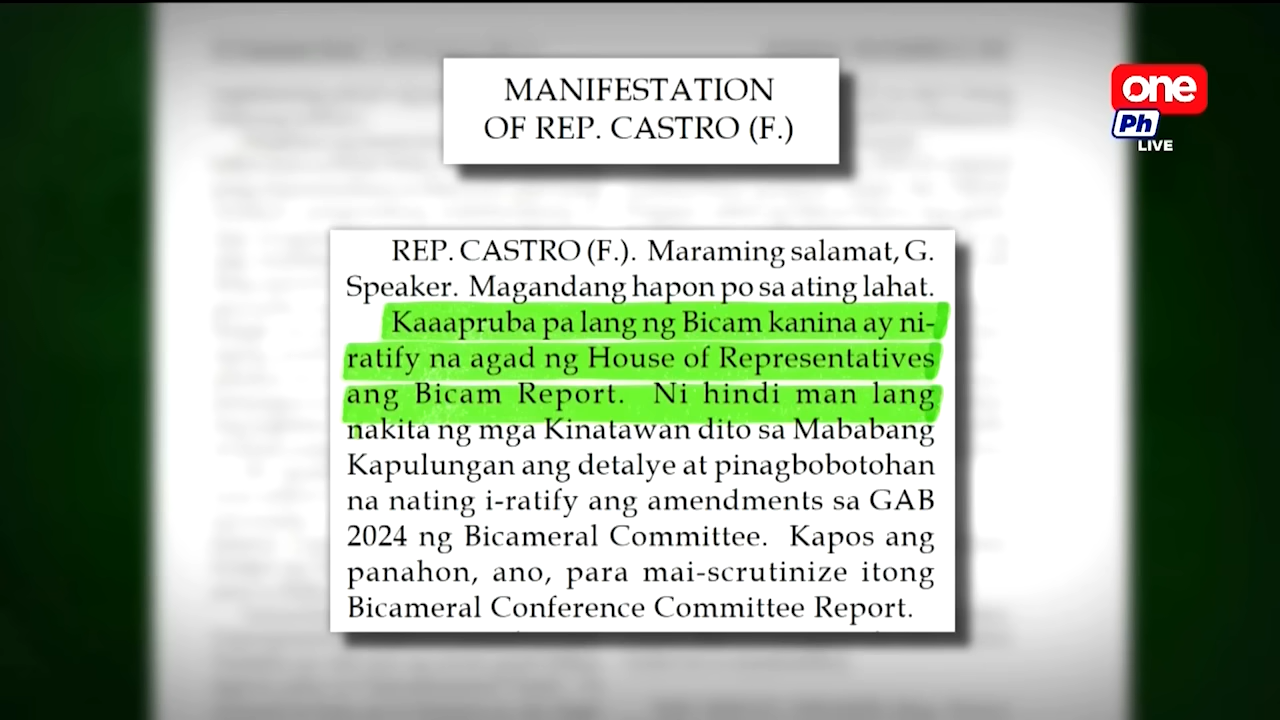 MANIFESTATION
OF REP. CASTRO (F.)
one
Ph
LIVE
REP. CASTRO (F.). Maraming salamat, G.
Speaker. Magandang hapon po sa ating lahat.
Kaaapruba pa lang ng Bicam kanina ay ni-
ratify na agad ng House of Representatives
ang Bicam Report. Ni hindi man lang
nakita ng mga Kinatawan dito sa Mababang
Kapulungan ang detalye at pinagbobotohan
na nating i-ratify ang amendments sa GAB
2024 ng Bicameral Committee. Kapos ang
panahon, ano, para mai-scrutinize itong
Bicameral Conference Committee Report.